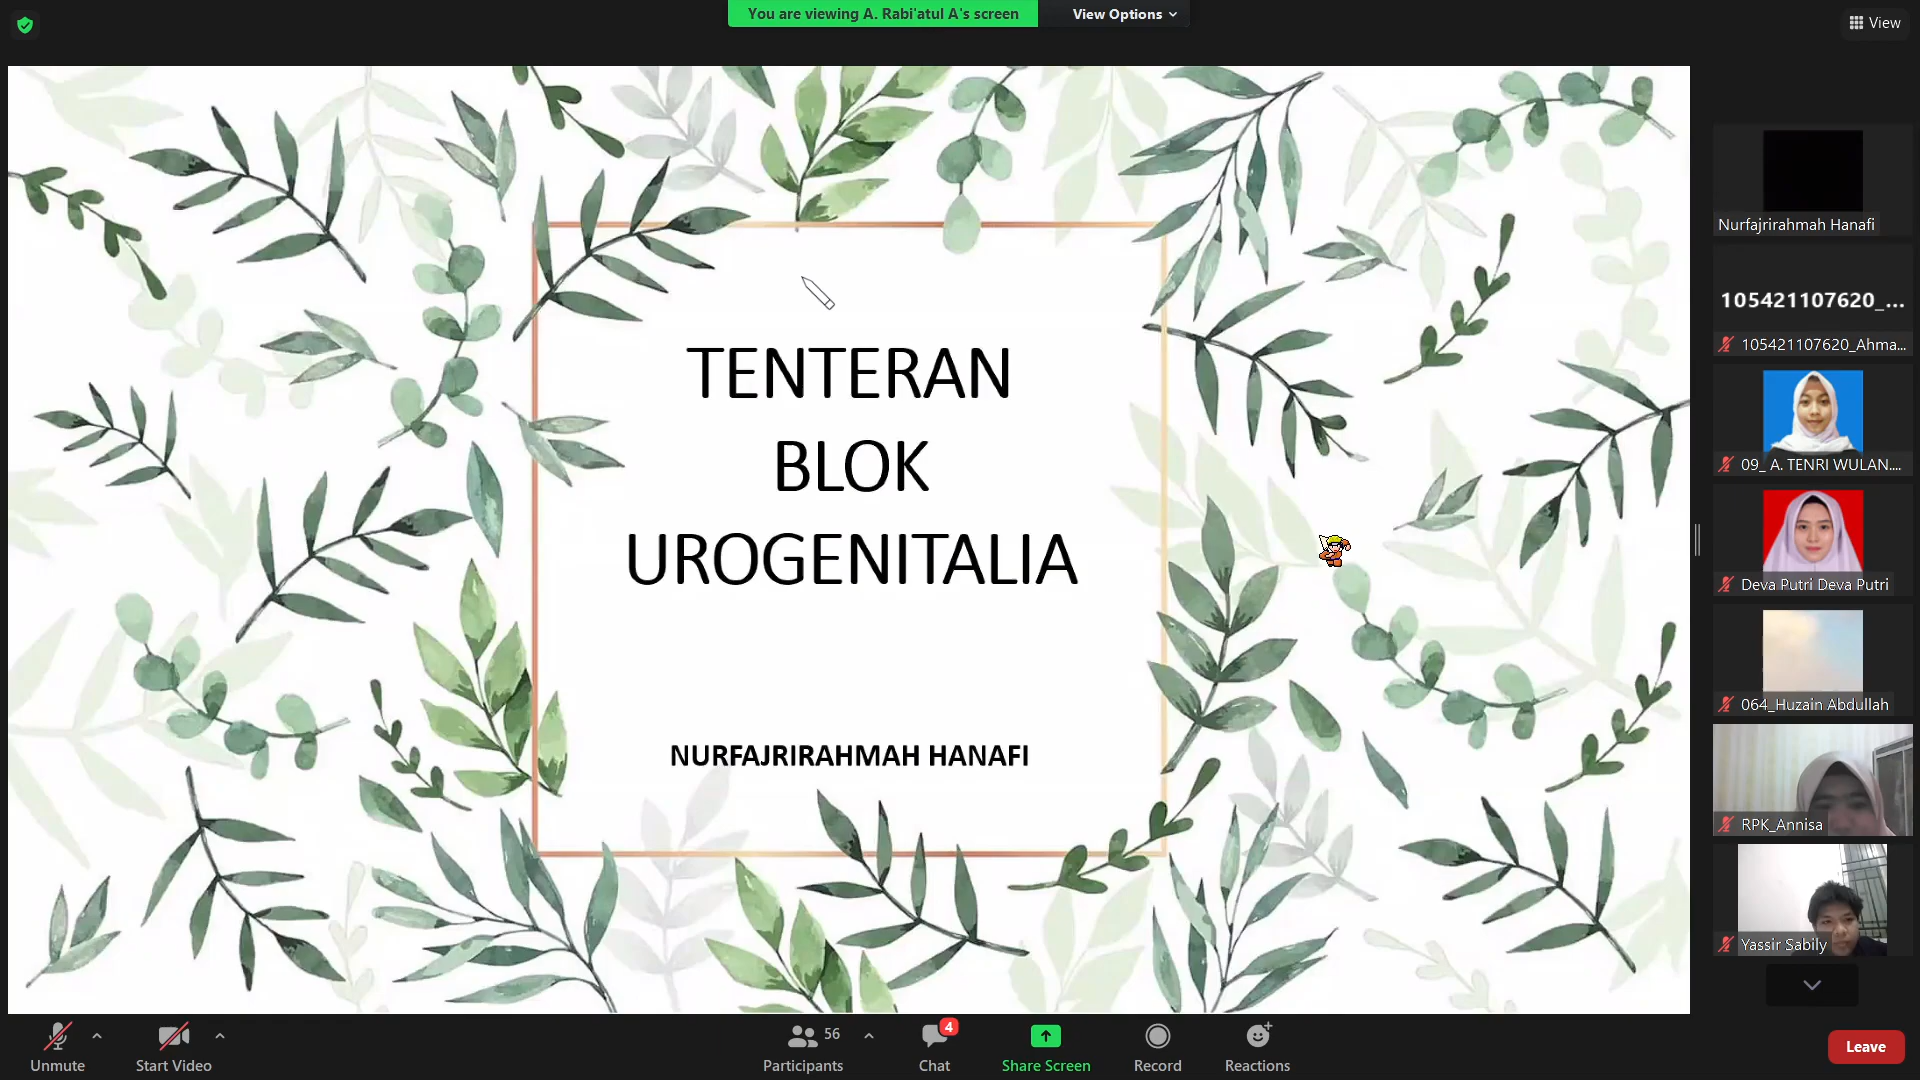 You are viewing A. Rabi'atul A's screen
View Options
View
TENTERAN
BLOK
UROGENITALIA
NURFAJRIRAHMAH HANAFI
Nurfajrirahmah Hanafi
105421107620_...
105421107620_Ahma...
09_ A. TENRI WULAN....
Deva Putri Deva Putri
064_Huzain Abdullah
RPK_Annisa
Yassir Sabily
Unmute
Start Video
56
Participants
4
Chat
Share Screen
Record
Reactions
Leave